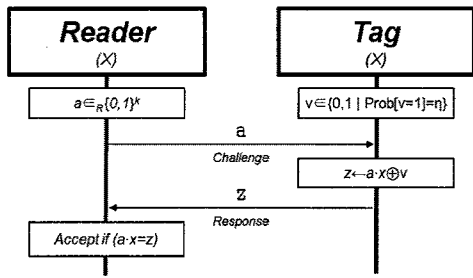 Reader
(X)
Tag
(X)
a∈R{0,1}ᵏ
v∈{0,1 | Prob[v=1]=η}
a
Challenge
z←a·x⊕v
z
Response
Accept if (a·x=z)